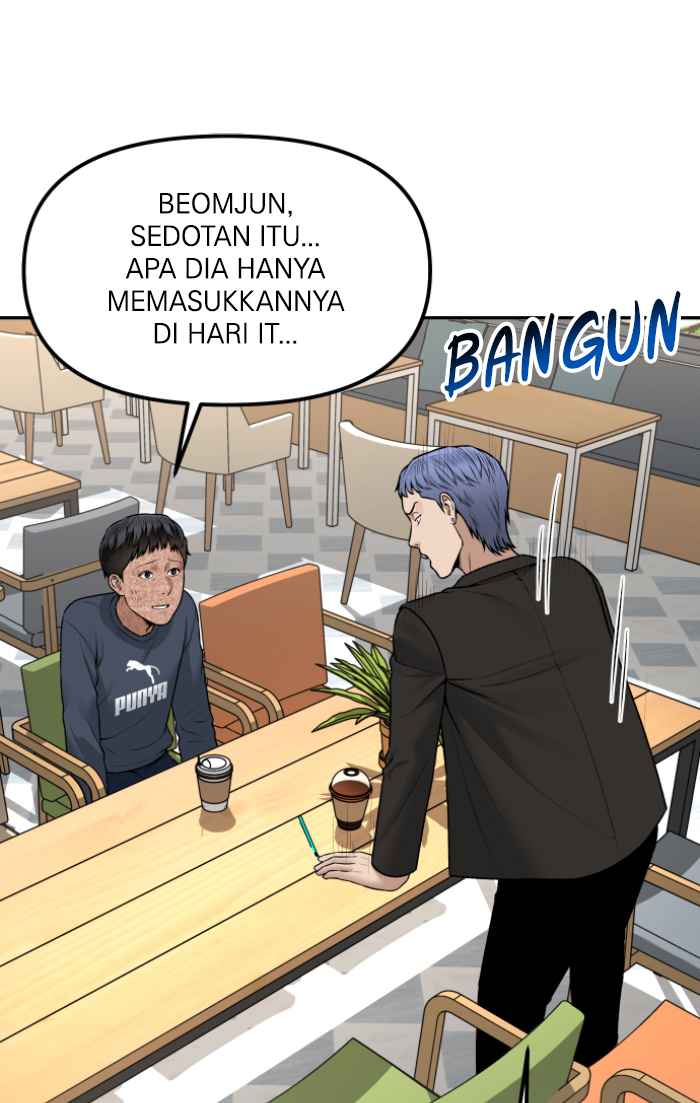 BEOMJUN,
SEDOTAN ITU...
APA DIA HANYA
MEMASUKKANNYA
DI HARI IT...
BANGUN
PUNYA